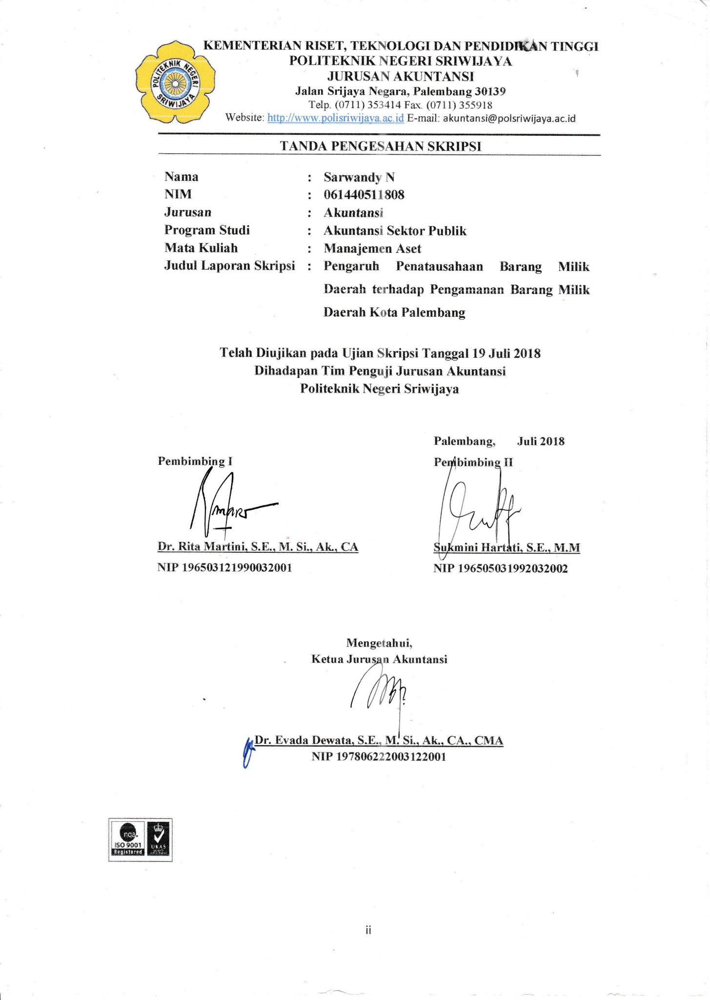 KEMENTERIAN RISET, TEKNOLOGI DAN PENDIDIKAN TINGGI
POLITEKNIK NEGERI SRIWIJAYA
JURUSAN AKUNTANSI
Jalan Srijaya Negara, Palembang 30139
Telp. (0711) 353414 Fax. (0711) 355918
Website: http://www.polisriwijaya.ac.id E-mail: akuntansi@polsriwijaya.ac.id
POLITEKNIK NEGERI
SRIWIJAYA
TANDA PENGESAHAN SKRIPSI
Nama : Sarwandy N
NIM : 061440511808
Jurusan : Akuntansi
Program Studi : Akuntansi Sektor Publik
Mata Kuliah : Manajemen Aset
Judul Laporan Skripsi : Pengaruh Penatausahaan Barang Milik
Daerah terhadap Pengamanan Barang Milik
Daerah Kota Palembang
Telah Diujikan pada Ujian Skripsi Tanggal 19 Juli 2018
Dihadapan Tim Penguji Jurusan Akuntansi
Politeknik Negeri Sriwijaya
Palembang, Juli 2018
Pembimbing I Pembimbing II
Dr. Rita Martini, S.E., M. Si., Ak., CA Sukmini Hartati, S.E., M.M
NIP 196503121990032001 NIP 196505031992032002
Mengetahui,
Ketua Jurusan Akuntansi
Dr. Evada Dewata, S.E., M. Si., Ak., CA., CMA
NIP 197806222003122001
nqa.
ISO 9001
Registered
UKAS
ii